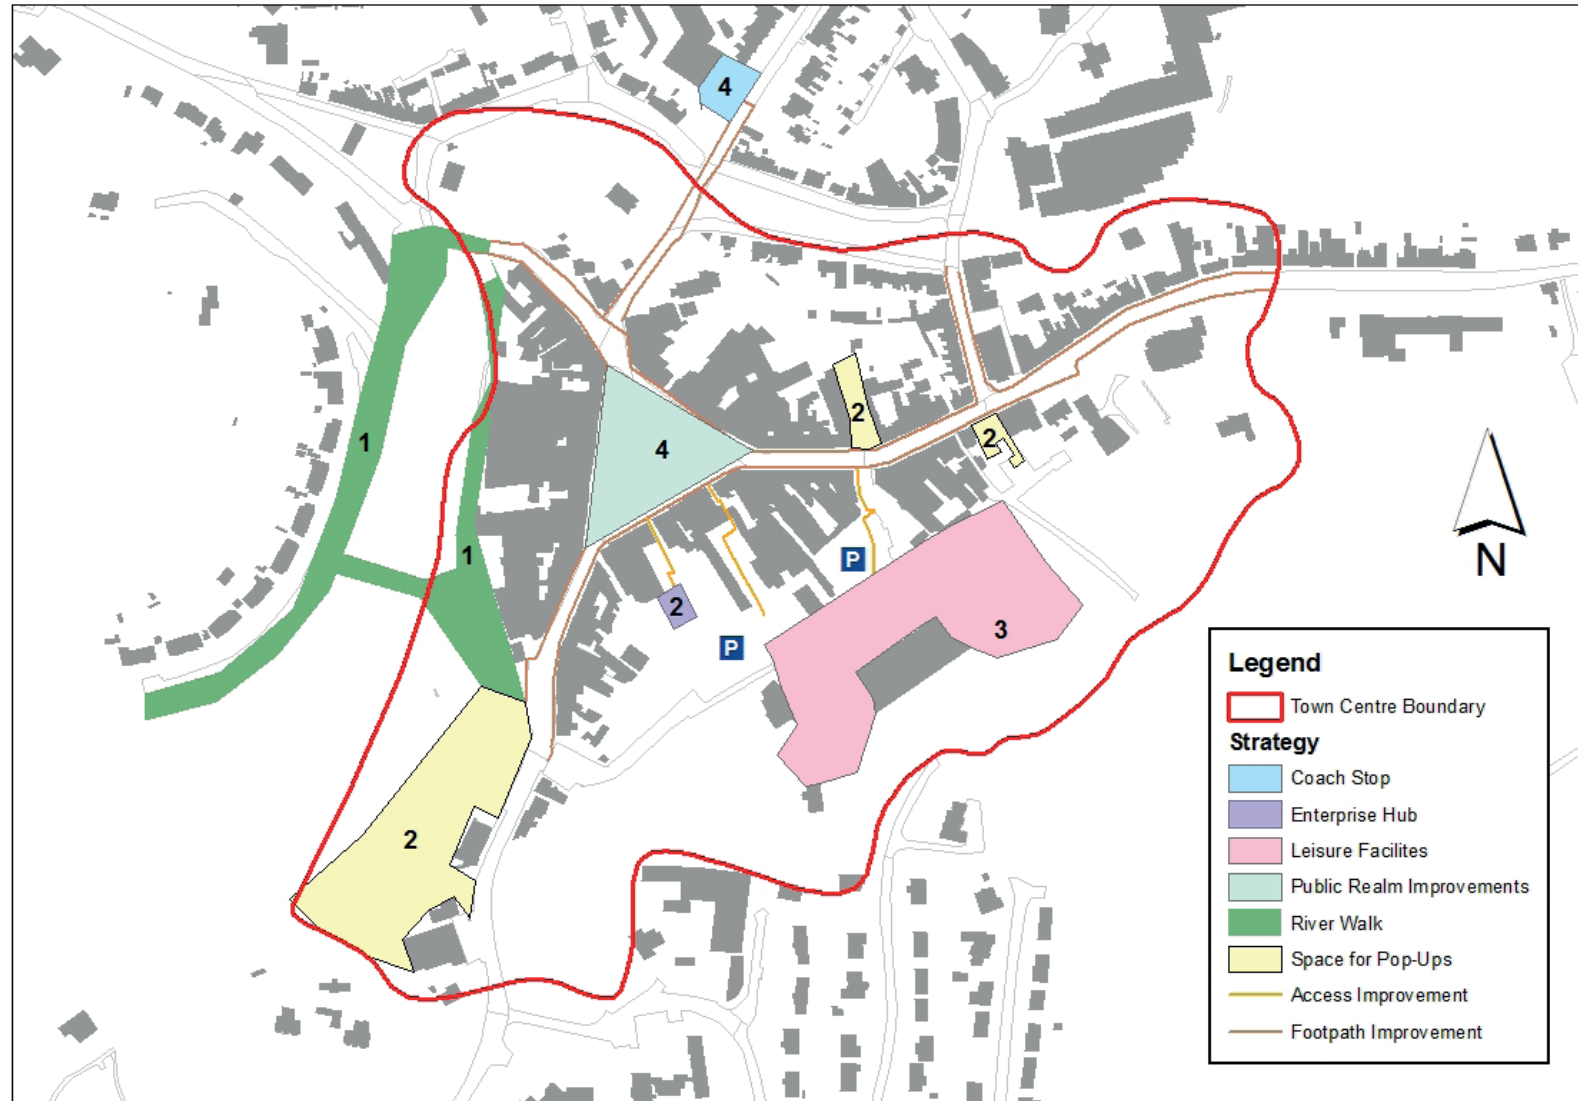 4
2
2
1
4
1
P
2
P
3
2
N
Legend
Town Centre Boundary
Strategy
Coach Stop
Enterprise Hub
Leisure Facilites
Public Realm Improvements
River Walk
Space for Pop-Ups
Access Improvement
Footpath Improvement